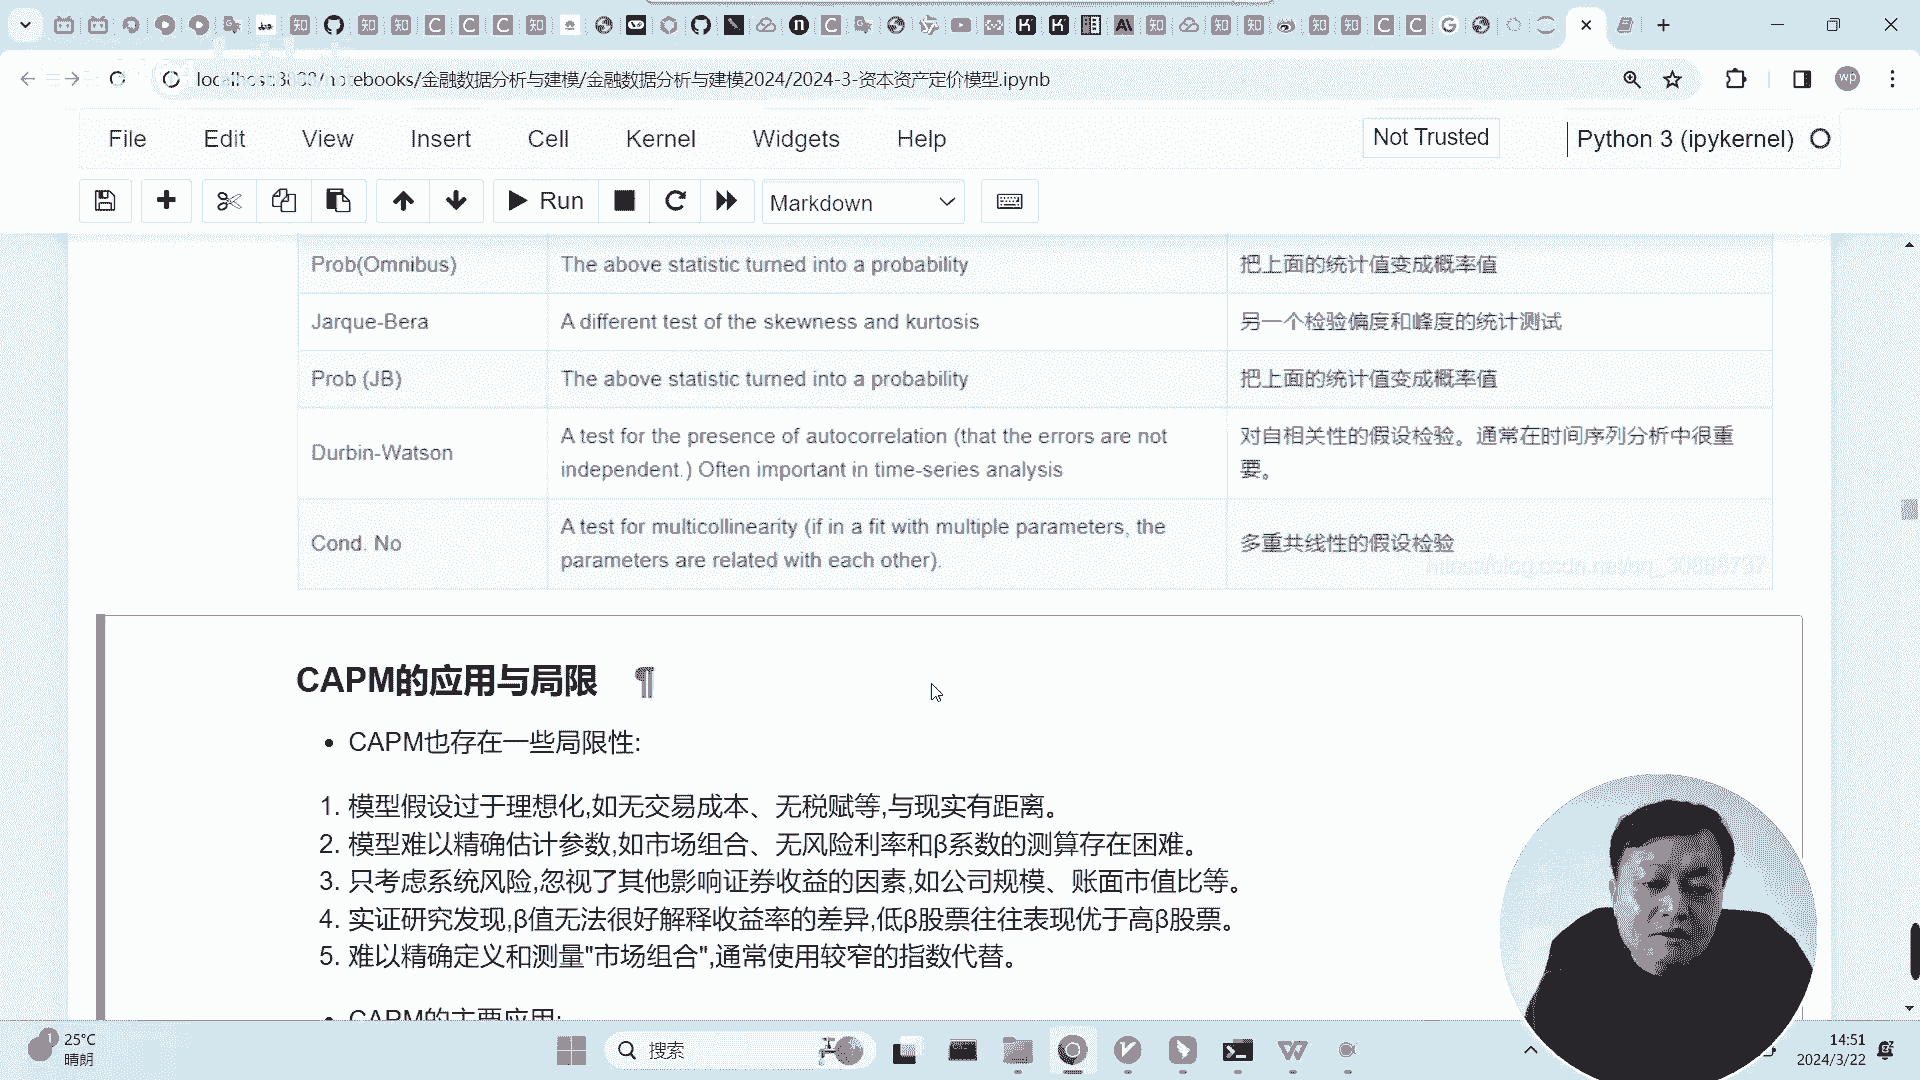 /notebooks/金融数据分析与建模/金融数据分析与建模2024/2024-3-资本资产定价模型.ipynb
wp
File Edit View Insert Cell Kernel Widgets Help
Not Trusted
Python 3 (ipykernel)
Run
Markdown
Prob(Omnibus) The above statistic turned into a probability 把上面的统计值变成概率值
Jarque-Bera A different test of the skewness and kurtosis 另一个检验偏度和峰度的统计测试
Prob (JB) The above statistic turned into a probability 把上面的统计值变成概率值
Durbin-Watson A test for the presence of autocorrelation (that the errors are not independent.) Often important in time-series analysis 对自相关性的假设检验。通常在时间序列分析中很重要。
Cond. No A test for multicollinearity (if in a fit with multiple parameters, the parameters are related with each other). 多重共线性的假设检验
CAPM的应用与局限 ¶
• CAPM也存在一些局限性:
1. 模型假设过于理想化,如无交易成本、无税赋等,与现实有距离。
2. 模型难以精确估计参数,如市场组合、无风险利率和β系数的测算存在困难。
3. 只考虑系统风险,忽视了其他影响证券收益的因素,如公司规模、账面市值比等。
4. 实证研究发现,β值无法很好解释收益率的差异,低β股票往往表现优于高β股票。
5. 难以精确定义和测量"市场组合",通常使用较窄的指数代替。
• CAPM的主要应用:
1
25°C
晴朗
搜索
14:51
2024/3/22